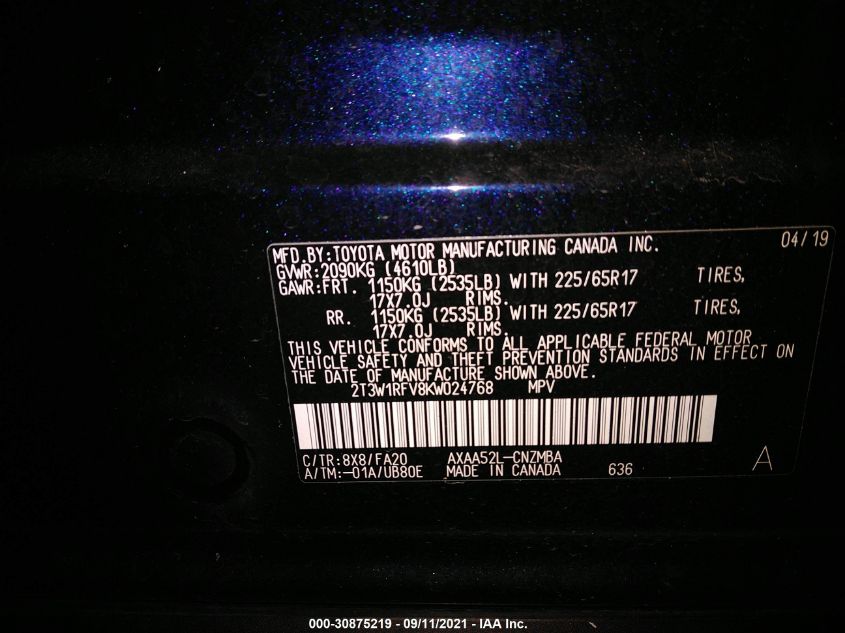 04/19
MFD.BY:TOYOTA MOTOR MANUFACTURING CANADA INC.
GVWR:2090KG (4610LB)
GAWR:FRT. 1150KG (2535LB) WITH 225/65R17 TIRES,
17X7.0J RIMS.
RR. 1150KG (2535LB) WITH 225/65R17 TIRES,
17X7.0J RIMS.
THIS VEHICLE CONFORMS TO ALL APPLICABLE FEDERAL MOTOR
VEHICLE SAFETY AND THEFT PREVENTION STANDARDS IN EFFECT ON
THE DATE OF MANUFACTURE SHOWN ABOVE.
2T3W1RFV8KW024768 MPV
C/TR:8X8/FA20 AXAA52L-CNZMBA
A/TM:-01A/UB80E MADE IN CANADA 636 A
000-30875219 - 09/11/2021 - IAA Inc.